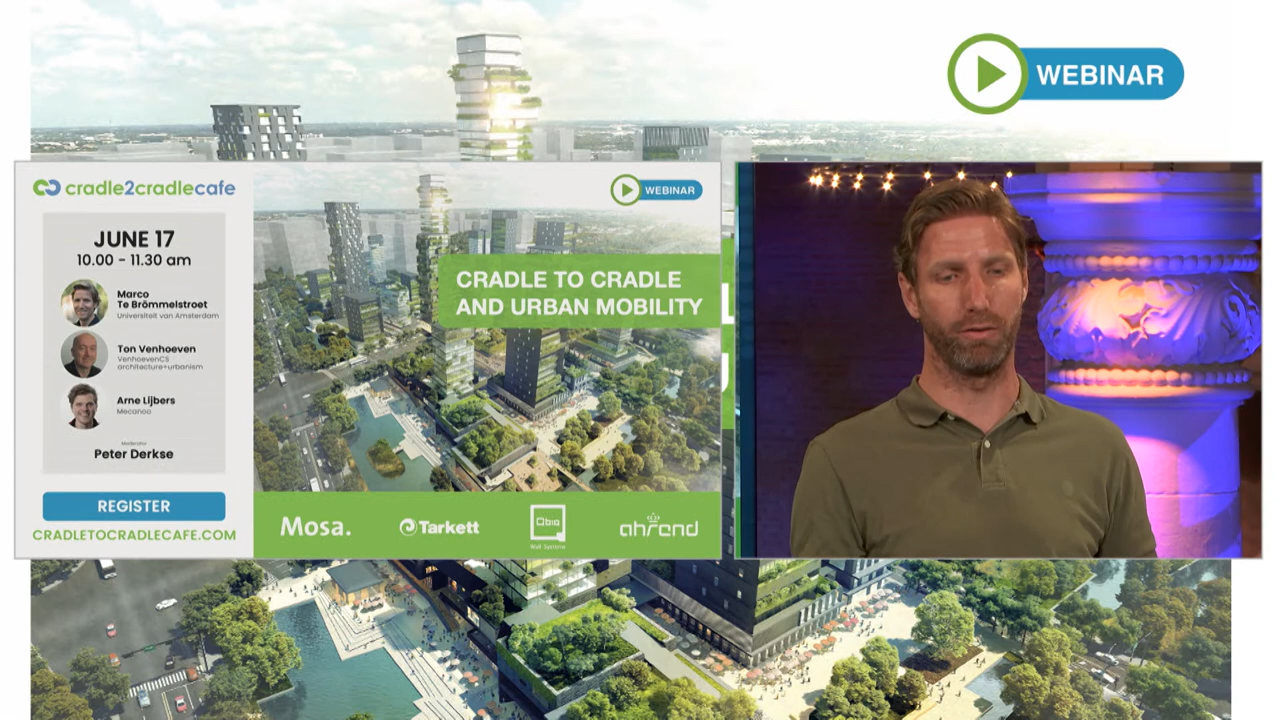 WEBINAR
cradle2cradlecafe
JUNE 17
10.00 - 11.30 am
Marco
Te Brömmelstroet
Universiteit van Amsterdam
Ton Venhoeven
VenhoevenCS
architecture+urbanism
Arne Lijbers
Mecanoo
Moderator
Peter Derkse
REGISTER
CRADLETOCRADLECAFE.COM
WEBINAR
CRADLE TO CRADLE
AND URBAN MOBILITY
Mosa.
Tarkett
Qbiq
Wall Systems
ahrend